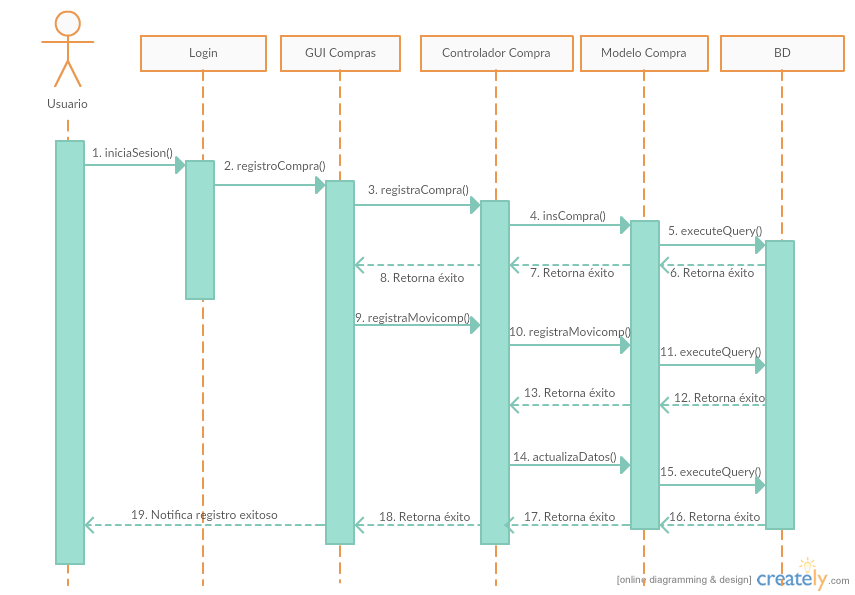 Login
GUI Compras
Controlador Compra
Modelo Compra
BD
Usuario
1. iniciaSesion()
2. registroCompra()
3. registraCompra()
4. insCompra()
5. executeQuery()
6. Retorna éxito
7. Retorna éxito
8. Retorna éxito
9. registraMovicomp()
10. registraMovicomp()
11. executeQuery()
12. Retorna éxito
13. Retorna éxito
14. actualizaDatos()
15. executeQuery()
16. Retorna éxito
17. Retorna éxito
18. Retorna éxito
19. Notifica registro exitoso
[online diagramming & design] creately.com